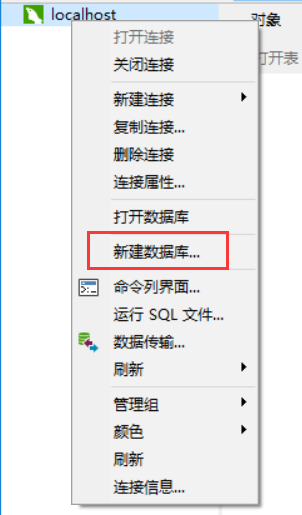 localhost
对象
打开表
打开连接
关闭连接
新建连接
复制连接...
删除连接
连接属性...
打开数据库
新建数据库...
命令列界面...
运行 SQL 文件...
数据传输...
刷新
管理组
颜色
刷新
连接信息...